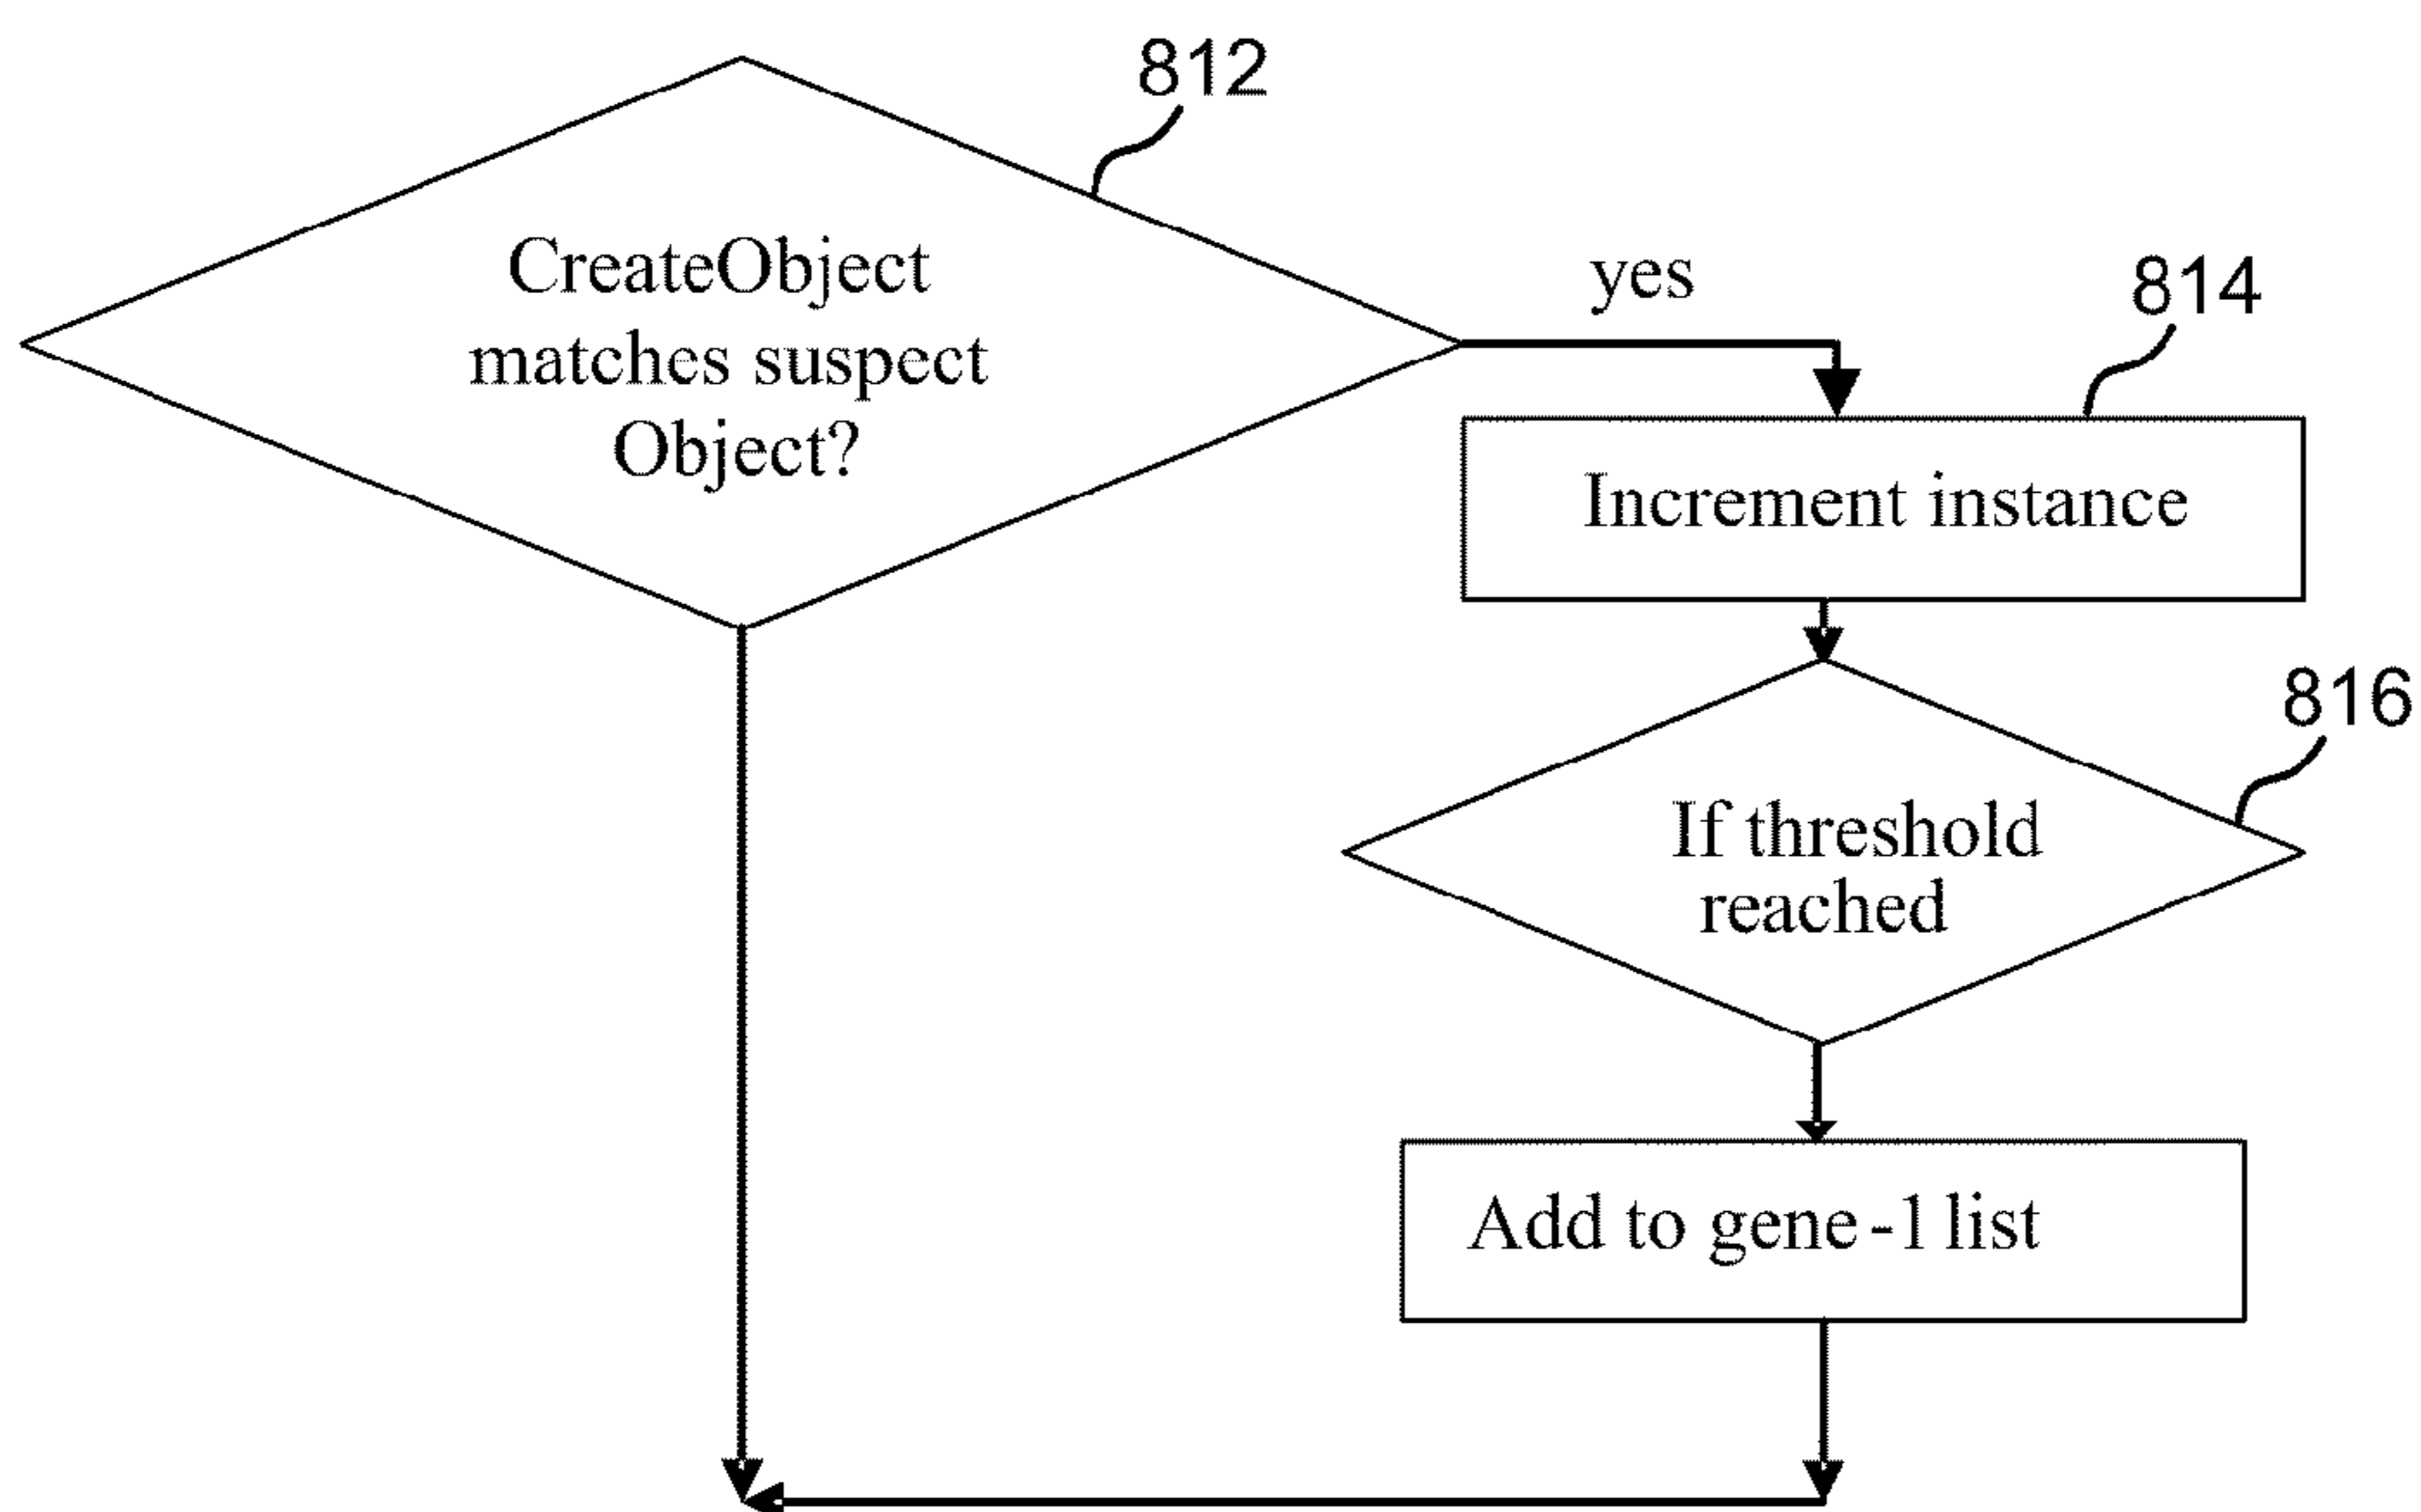 812
CreateObject
matches suspect
Object?
yes
814
Increment instance
816
If threshold
reached
Add to gene-1 list